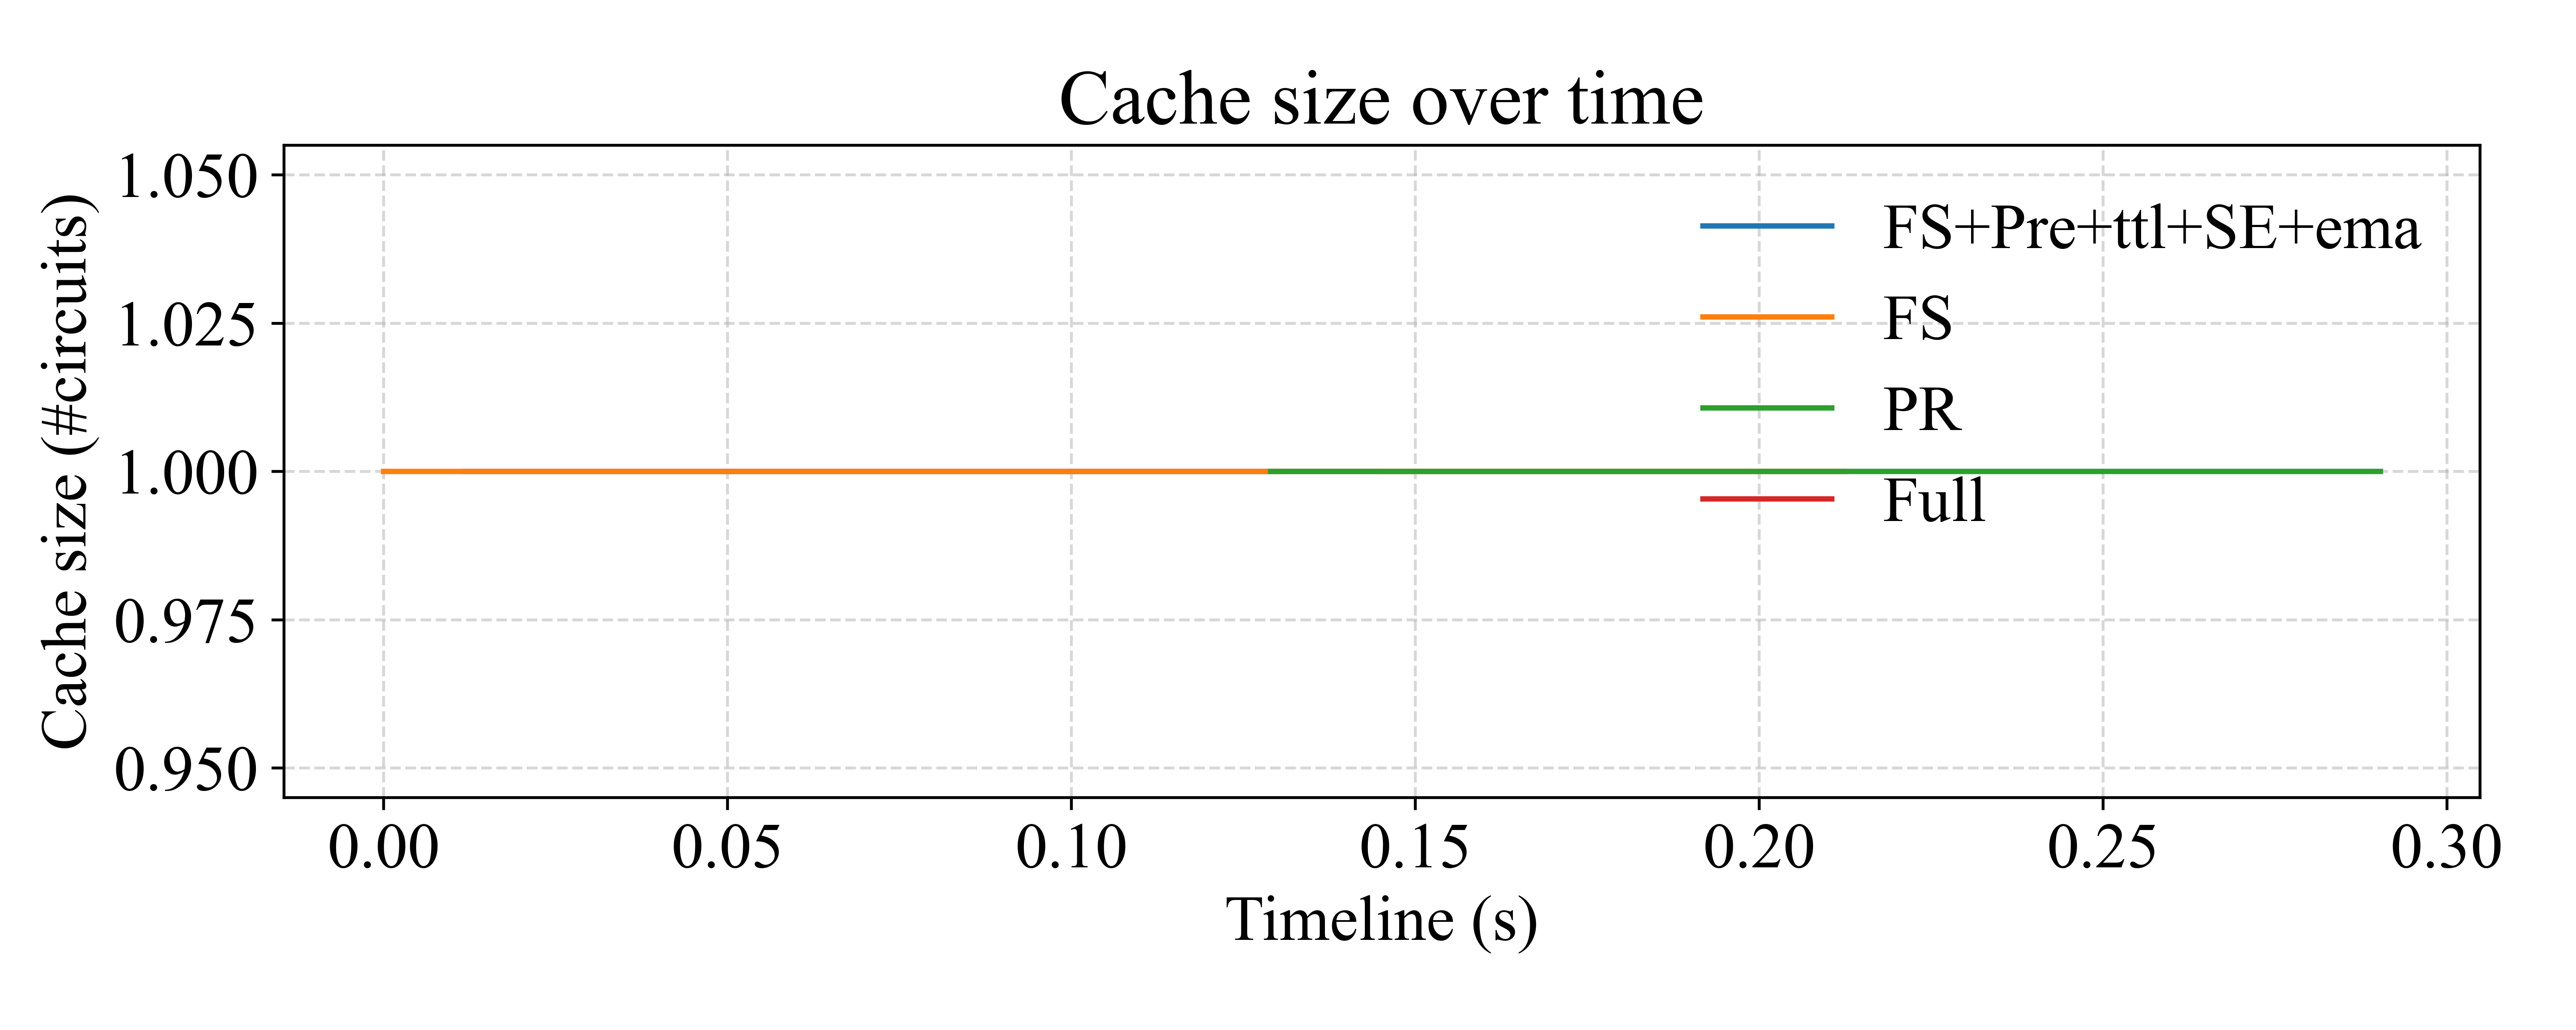 Cache size over time
Cache size (#circuits)
1.050
1.025
1.000
0.975
0.950
FS+Pre+ttl+SE+ema
FS
PR
Full
0.00 0.05 0.10 0.15 0.20 0.25 0.30
Timeline (s)